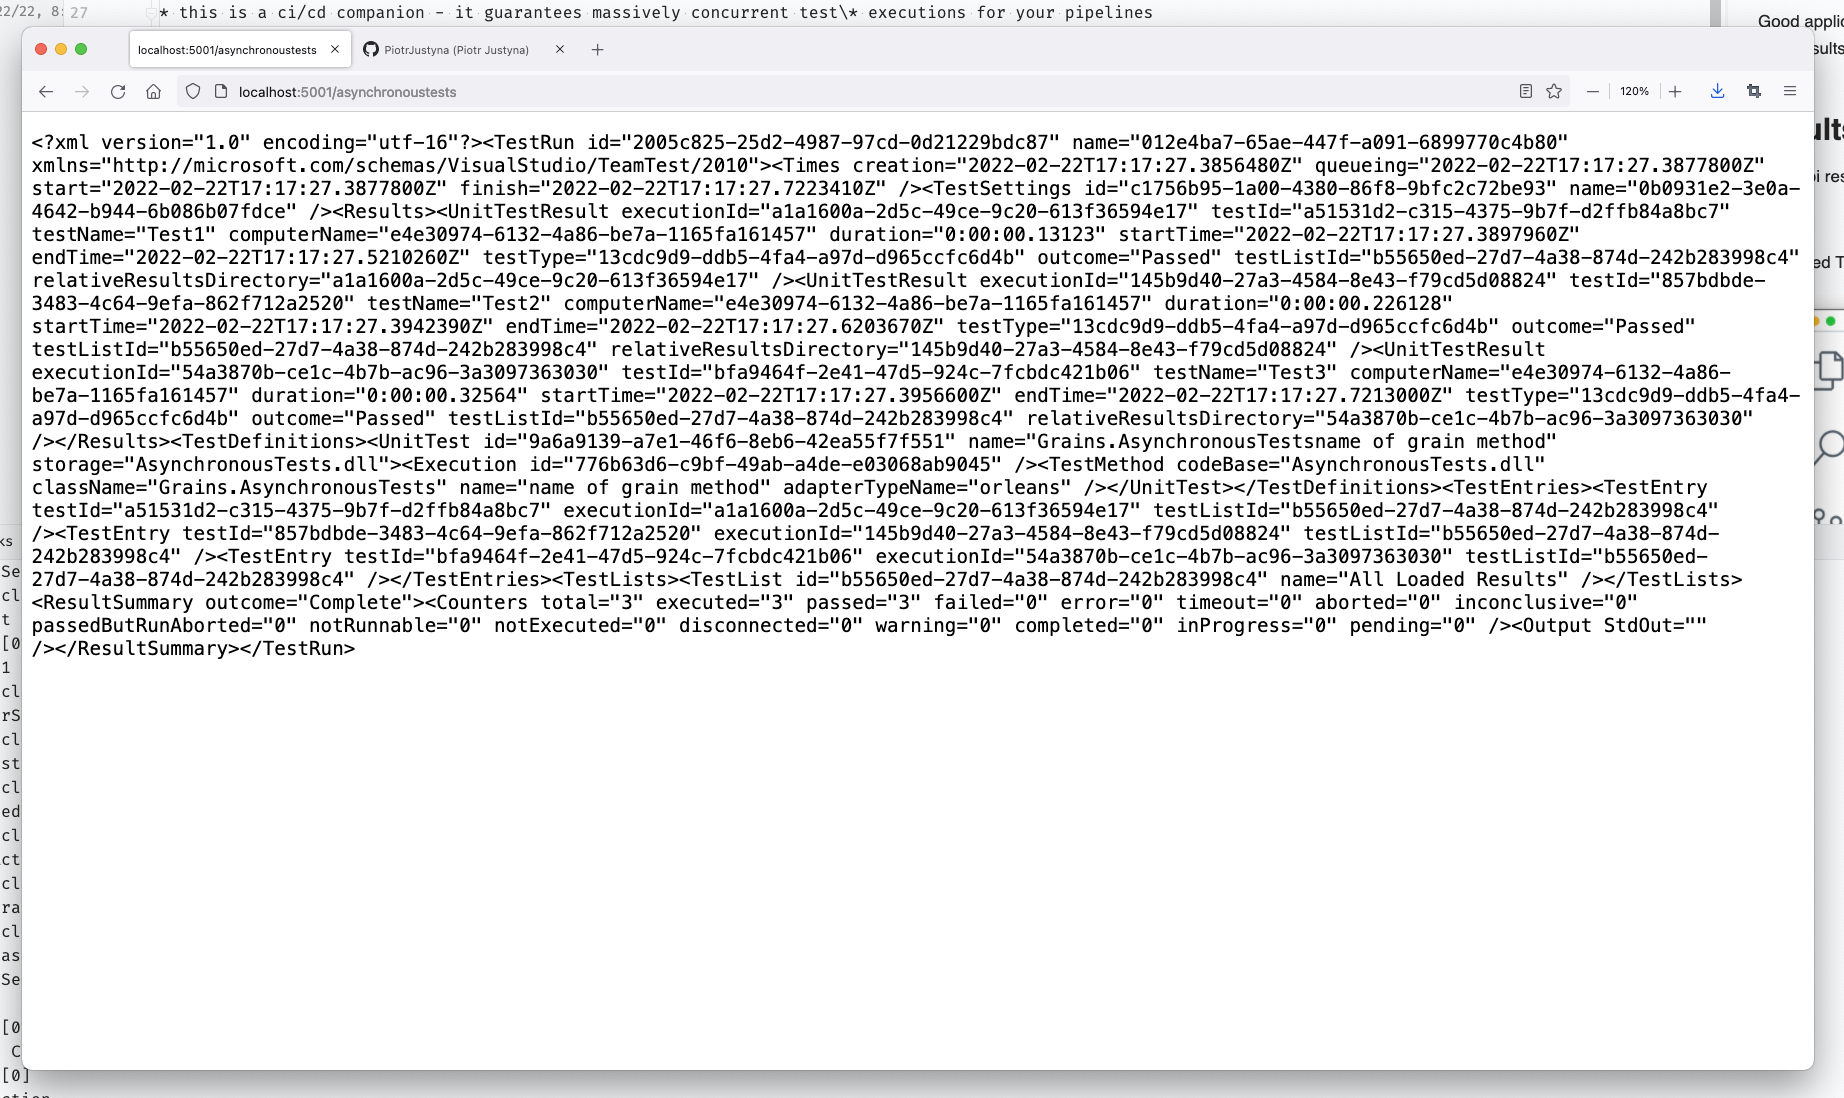 27
* this is a ci/cd companion - it guarantees massively concurrent test\* executions for your pipelines
localhost:5001/asynchronoustests
PiotrJustyna (Piotr Justyna)
localhost:5001/asynchronoustests
120%
<?xml version="1.0" encoding="utf-16"?><TestRun id="2005c825-25d2-4987-97cd-0d21229bdc87" name="012e4ba7-65ae-447f-a091-6899770c4b80"
xmlns="http://microsoft.com/schemas/VisualStudio/TeamTest/2010"><Times creation="2022-02-22T17:17:27.3856480Z" queueing="2022-02-22T17:17:27.3877800Z"
start="2022-02-22T17:17:27.3877800Z" finish="2022-02-22T17:17:27.7223410Z" /><TestSettings id="c1756b95-1a00-4380-86f8-9bfc2c72be93" name="0b0931e2-3e0a-
4642-b944-6b086b07fdce" /><Results><UnitTestResult executionId="a1a1600a-2d5c-49ce-9c20-613f36594e17" testId="a51531d2-c315-4375-9b7f-d2ffb84a8bc7"
testName="Test1" computerName="e4e30974-6132-4a86-be7a-1165fa161457" duration="0:00:00.13123" startTime="2022-02-22T17:17:27.3897960Z"
endTime="2022-02-22T17:17:27.5210260Z" testType="13cdc9d9-ddb5-4fa4-a97d-d965ccfc6d4b" outcome="Passed" testListId="b55650ed-27d7-4a38-874d-242b283998c4"
relativeResultsDirectory="a1a1600a-2d5c-49ce-9c20-613f36594e17" /><UnitTestResult executionId="145b9d40-27a3-4584-8e43-f79cd5d08824" testId="857bdbde-
3483-4c64-9efa-862f712a2520" testName="Test2" computerName="e4e30974-6132-4a86-be7a-1165fa161457" duration="0:00:00.226128"
startTime="2022-02-22T17:17:27.3942390Z" endTime="2022-02-22T17:17:27.6203670Z" testType="13cdc9d9-ddb5-4fa4-a97d-d965ccfc6d4b" outcome="Passed"
testListId="b55650ed-27d7-4a38-874d-242b283998c4" relativeResultsDirectory="145b9d40-27a3-4584-8e43-f79cd5d08824" /><UnitTestResult
executionId="54a3870b-ce1c-4b7b-ac96-3a3097363030" testId="bfa9464f-2e41-47d5-924c-7fcbdc421b06" testName="Test3" computerName="e4e30974-6132-4a86-
be7a-1165fa161457" duration="0:00:00.32564" startTime="2022-02-22T17:17:27.3956600Z" endTime="2022-02-22T17:17:27.7213000Z" testType="13cdc9d9-ddb5-4fa4-
a97d-d965ccfc6d4b" outcome="Passed" testListId="b55650ed-27d7-4a38-874d-242b283998c4" relativeResultsDirectory="54a3870b-ce1c-4b7b-ac96-3a3097363030"
/></Results><TestDefinitions><UnitTest id="9a6a9139-a7e1-46f6-8eb6-42ea55f7f551" name="Grains.AsynchronousTestsname of grain method"
storage="AsynchronousTests.dll"><Execution id="776b63d6-c9bf-49ab-a4de-e03068ab9045" /><TestMethod codeBase="AsynchronousTests.dll"
className="Grains.AsynchronousTests" name="name of grain method" adapterTypeName="orleans" /></UnitTest></TestDefinitions><TestEntries><TestEntry
testId="a51531d2-c315-4375-9b7f-d2ffb84a8bc7" executionId="a1a1600a-2d5c-49ce-9c20-613f36594e17" testListId="b55650ed-27d7-4a38-874d-242b283998c4"
/><TestEntry testId="857bdbde-3483-4c64-9efa-862f712a2520" executionId="145b9d40-27a3-4584-8e43-f79cd5d08824" testListId="b55650ed-27d7-4a38-874d-
242b283998c4" /><TestEntry testId="bfa9464f-2e41-47d5-924c-7fcbdc421b06" executionId="54a3870b-ce1c-4b7b-ac96-3a3097363030" testListId="b55650ed-
27d7-4a38-874d-242b283998c4" /></TestEntries><TestLists><TestList id="b55650ed-27d7-4a38-874d-242b283998c4" name="All Loaded Results" /></TestLists>
<ResultSummary outcome="Complete"><Counters total="3" executed="3" passed="3" failed="0" error="0" timeout="0" aborted="0" inconclusive="0"
passedButRunAborted="0" notRunnable="0" notExecuted="0" disconnected="0" warning="0" completed="0" inProgress="0" pending="0" /><Output StdOut=""
/></ResultSummary></TestRun>